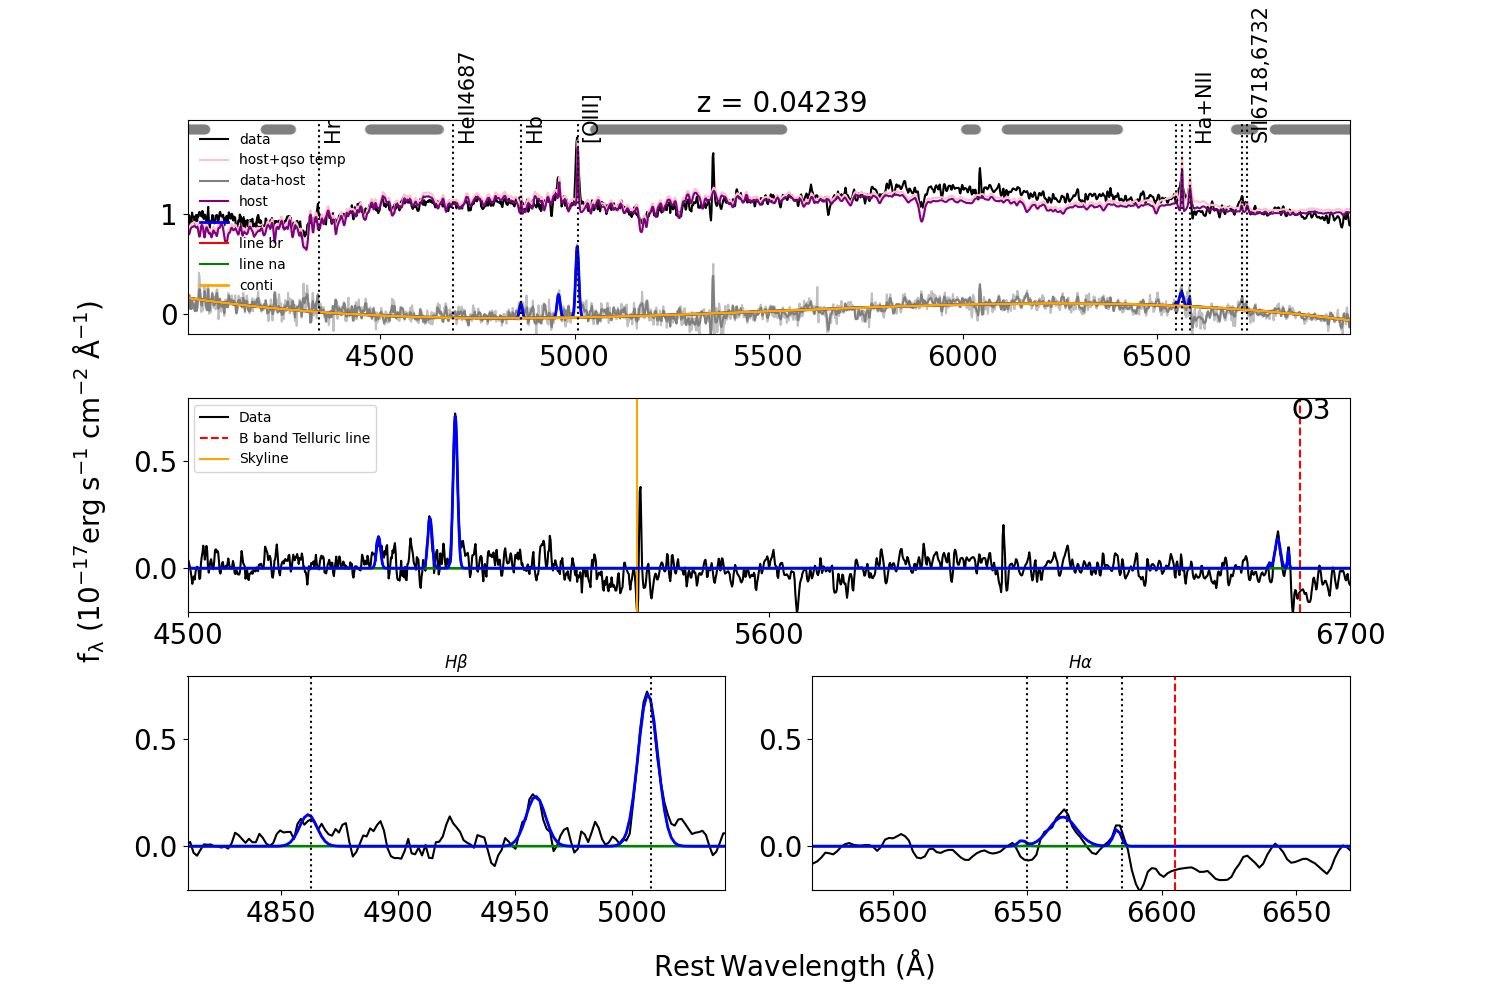 z = 0.04239
Hr
HeII4687
Hb
[OIII]
Ha+NII
SII6718,6732
data
host+qso temp
data-host
host
line br
line na
conti
1
0
4500 5000 5500 6000 6500
Data
B band Telluric line
Skyline
O3
0.5
0.0
4500 5600 6700
fλ (10−17erg s−1 cm−2 Å−1)
Hβ
0.5
0.0
4850 4900 4950 5000
Hα
0.5
0.0
6500 6550 6600 6650
Rest Wavelength (Å)